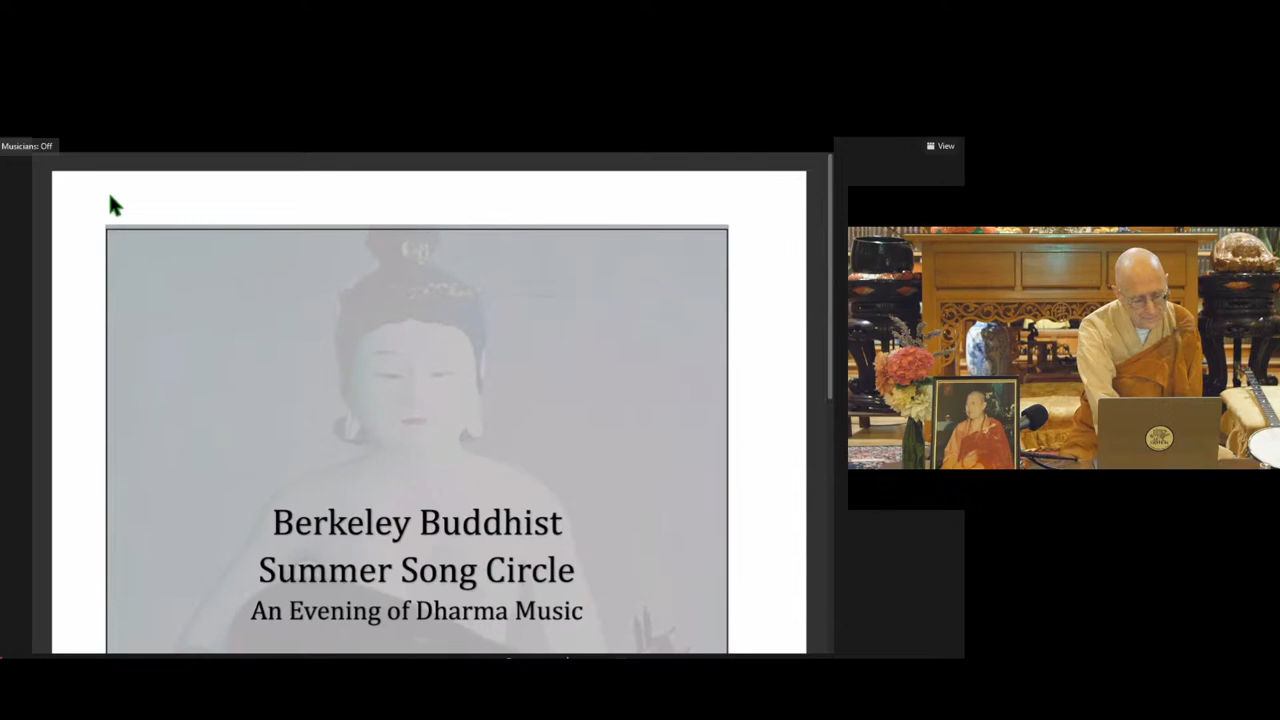 Musicians: Off
View
Berkeley Buddhist
Summer Song Circle
An Evening of Dharma Music